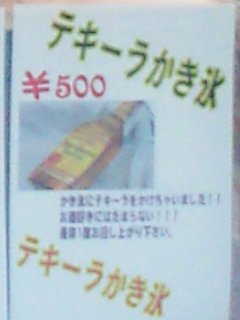 テキーラかき氷
￥500
かき氷にテキーラをかけちゃいました！！
お酒好きにはたまらない！！！
是非1度お召し上がり下さい。
テキーラかき氷